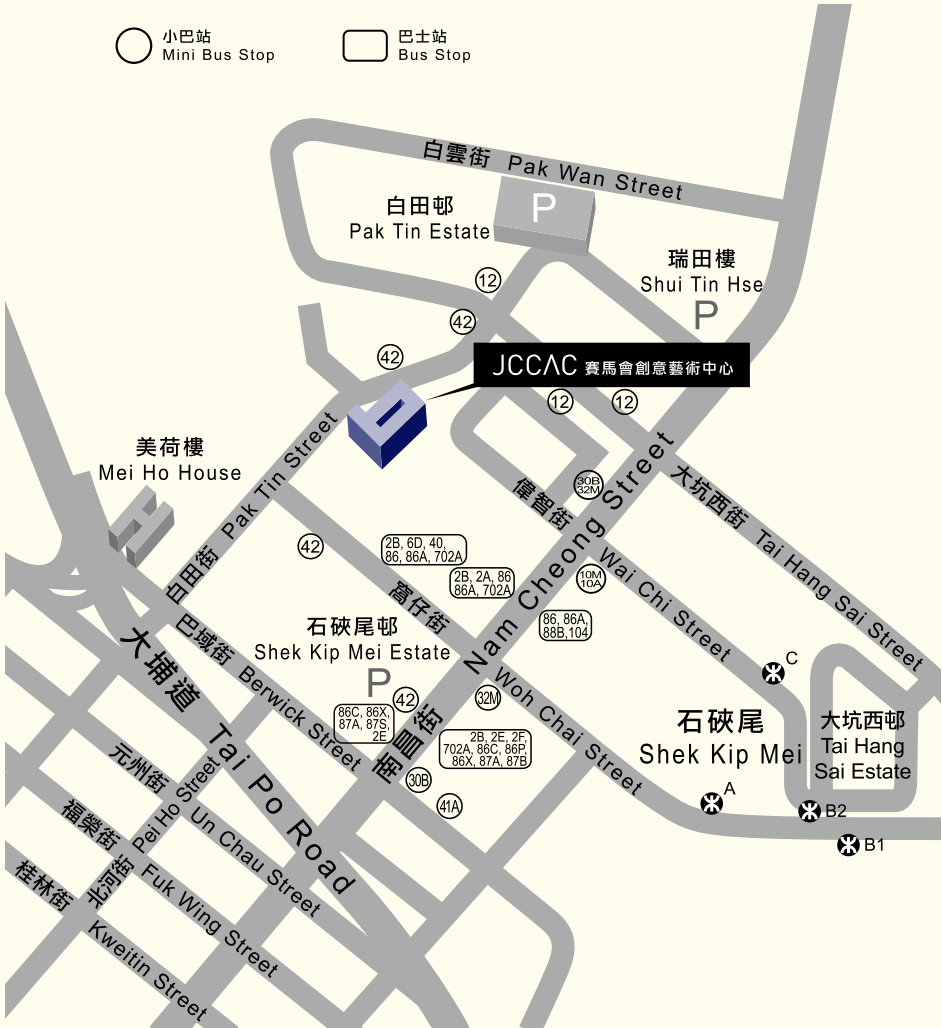 小巴站
Mini Bus Stop
巴士站
Bus Stop
白雲街 Pak Wan Street
P
白田邨
Pak Tin Estate
瑞田樓
Shui Tin Hse
P
12
42
42
JCCAC 賽馬會創意藝術中心
12
12
美荷樓
Mei Ho House
白田街 Pak Tin Street
偉智街
Wai Chi Street
30B
32M
大坑西街 Tai Hang Sai Street
42
2B, 6D, 40,
86, 86A, 702A
2B, 2A, 86
86A, 702A
10M
10A
86, 86A,
88B,104
窩仔街
Woh Chai Street
南昌街 Nam Cheong Street
石硤尾邨
Shek Kip Mei Estate
P
42
86C, 86X,
87A, 87S,
2E
32M
2B, 2E, 2F,
702A, 86C, 86P,
86X, 87A, 87B
30B
41A
巴域街 Berwick Street
大埔道 Tai Po Road
石硤尾
Shek Kip Mei
C
A
B2
B1
大坑西邨
Tai Hang
Sai Estate
元州街 Un Chau Street
福榮街 Fuk Wing Street
桂林街 Kweitin Street
北河街 Pei Ho Street